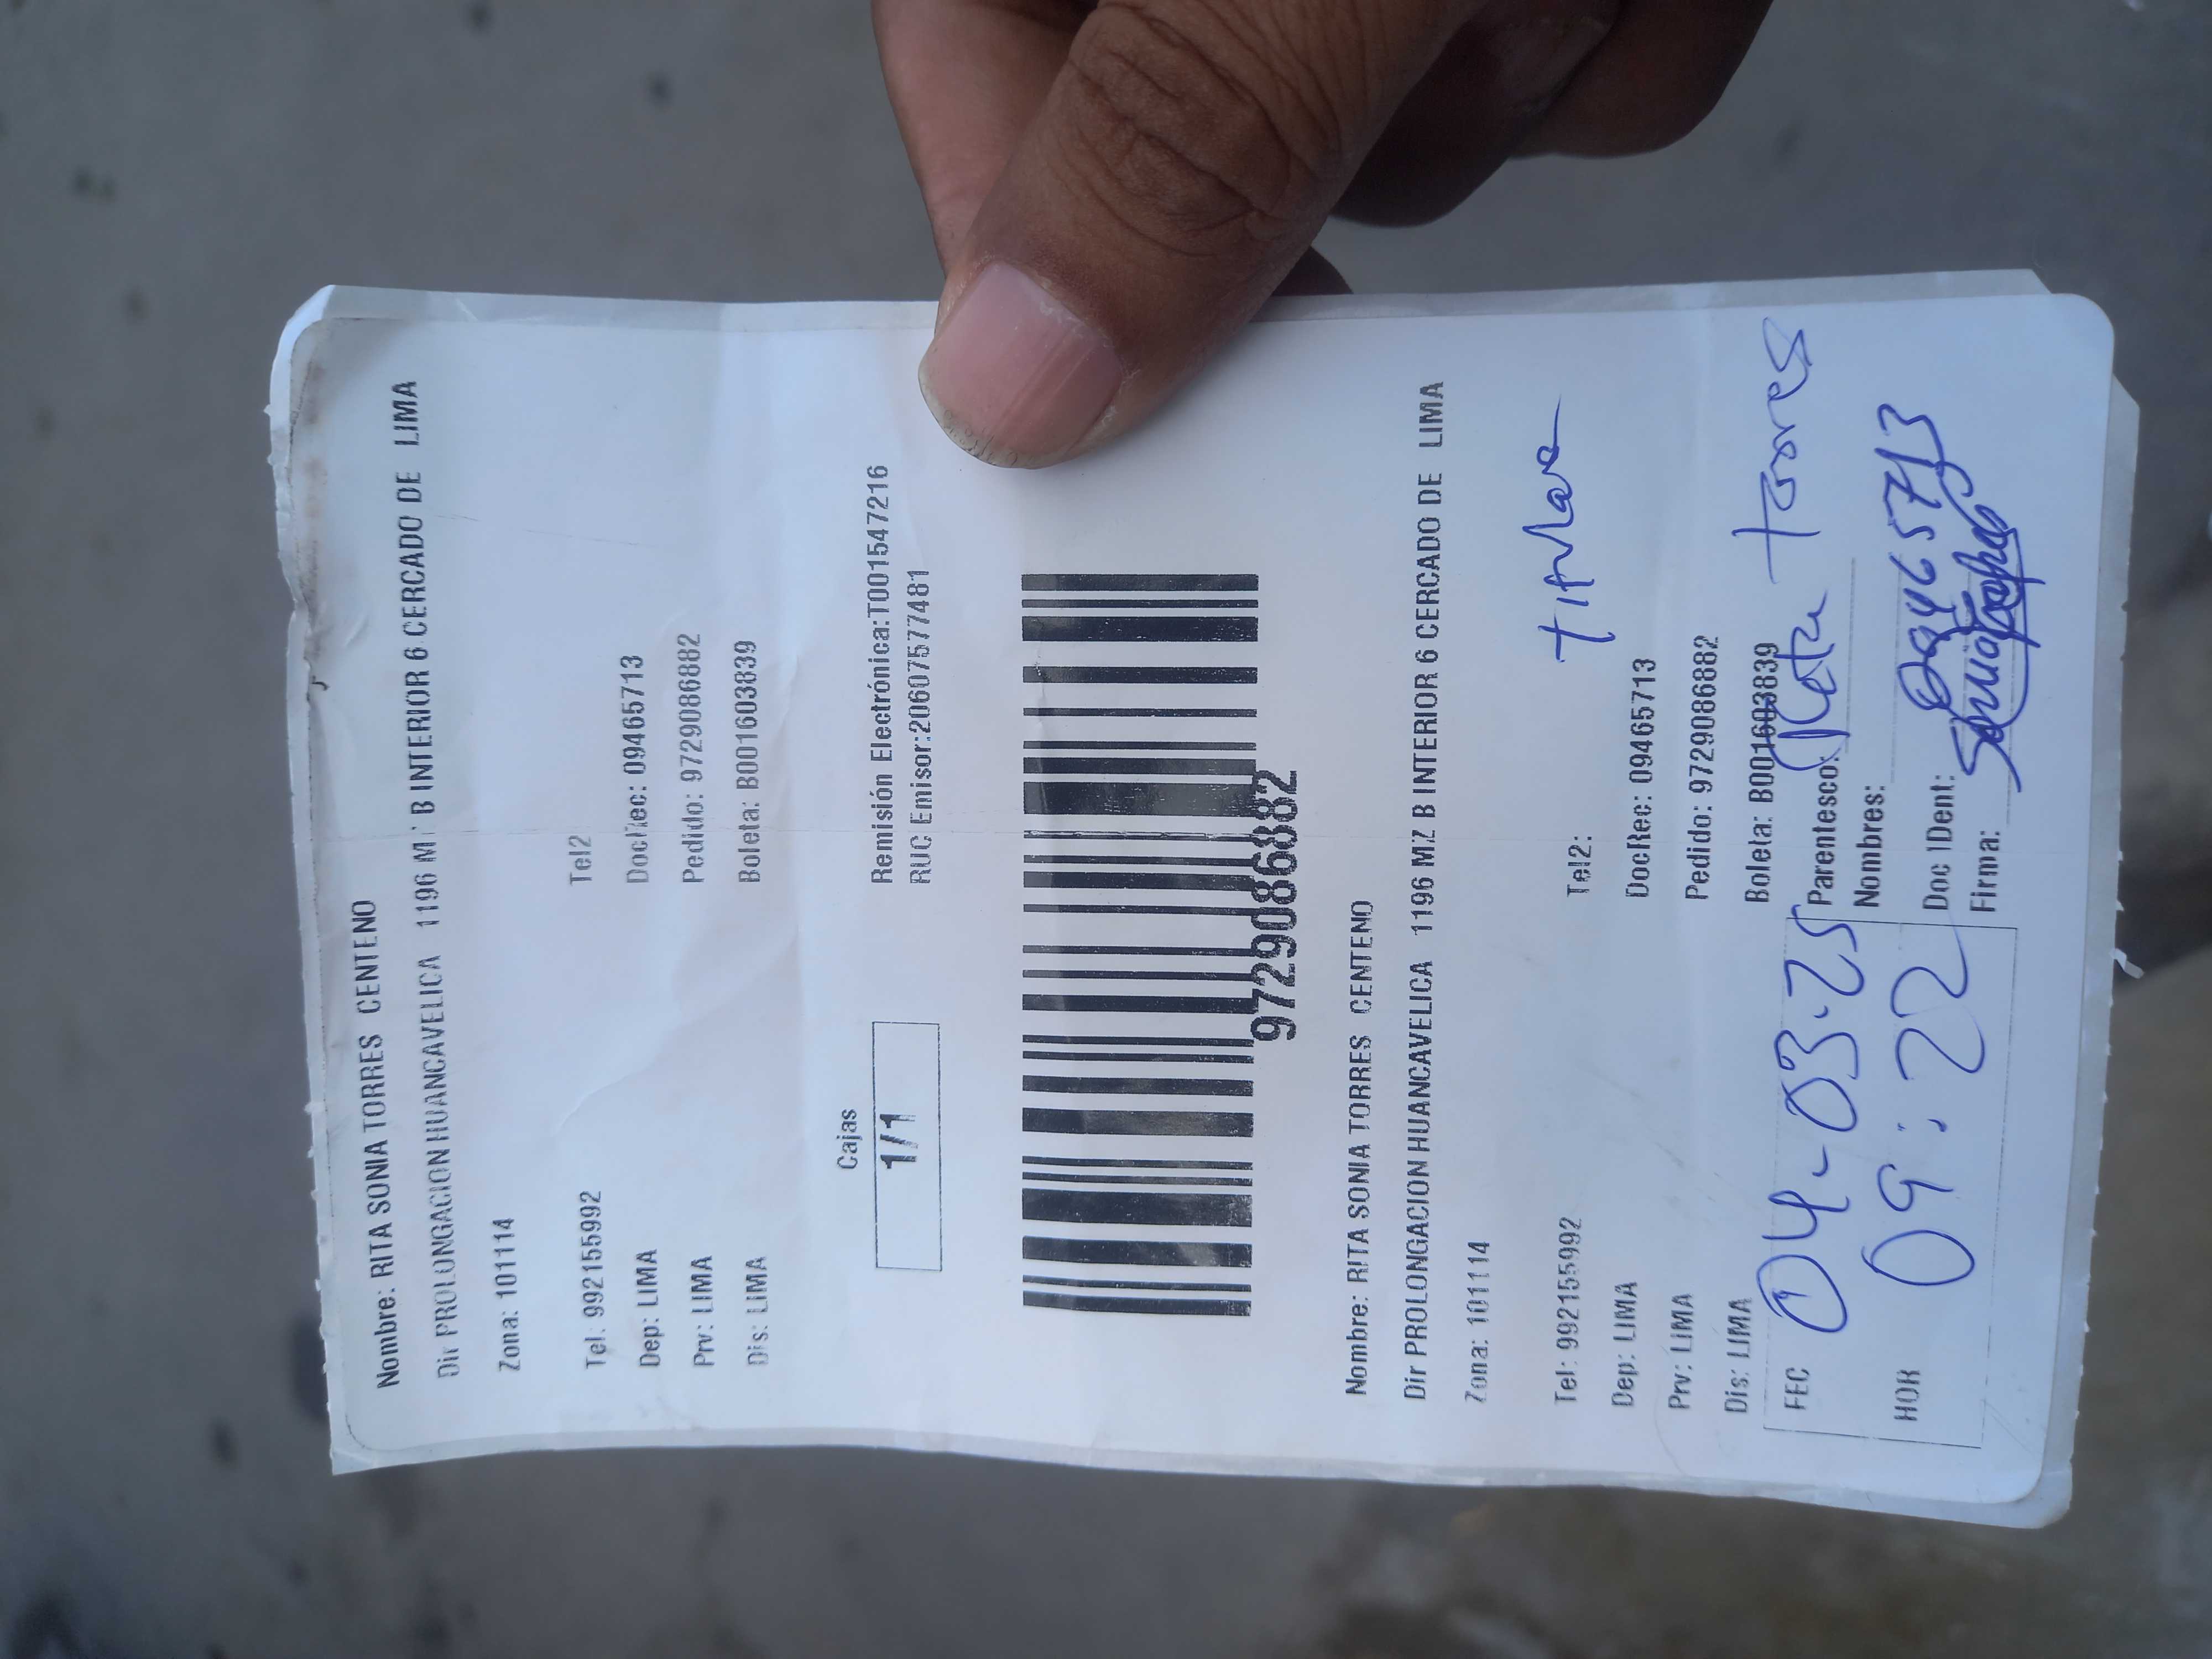 Nombre: RITA SONIA TORRES CENTENO
Dir PROLONGACION HUANCAVELICA 1196 M B INTERIOR 6 CERCADO DE LIMA
Zona: 101114
Tel: 992155992 Tel2
Dep: LIMA DocRec: 09465713
Prv: LIMA Pedido: 9729086882
Dis: LIMA Boleta: B001603839
Cajas
1/1
Remisión Electrónica:T001547216
RUC Emisor:20607577481
9729086882
Nombre: RITA SONIA TORRES CENTENO
Dir PROLONGACION HUANCAVELICA 1196 MZ B INTERIOR 6 CERCADO DE LIMA
Zona: 101114
titular
Tel: 992155992 Tel2:
Dep: LIMA DocRec: 09465713
Prv: LIMA Pedido: 9729086882
Dis: LIMA Boleta: B001603839
FEC 04-03-25 Parentesco: Torres
Nombres:
HOR 09:22 Doc IDent: 09465713
Firma: